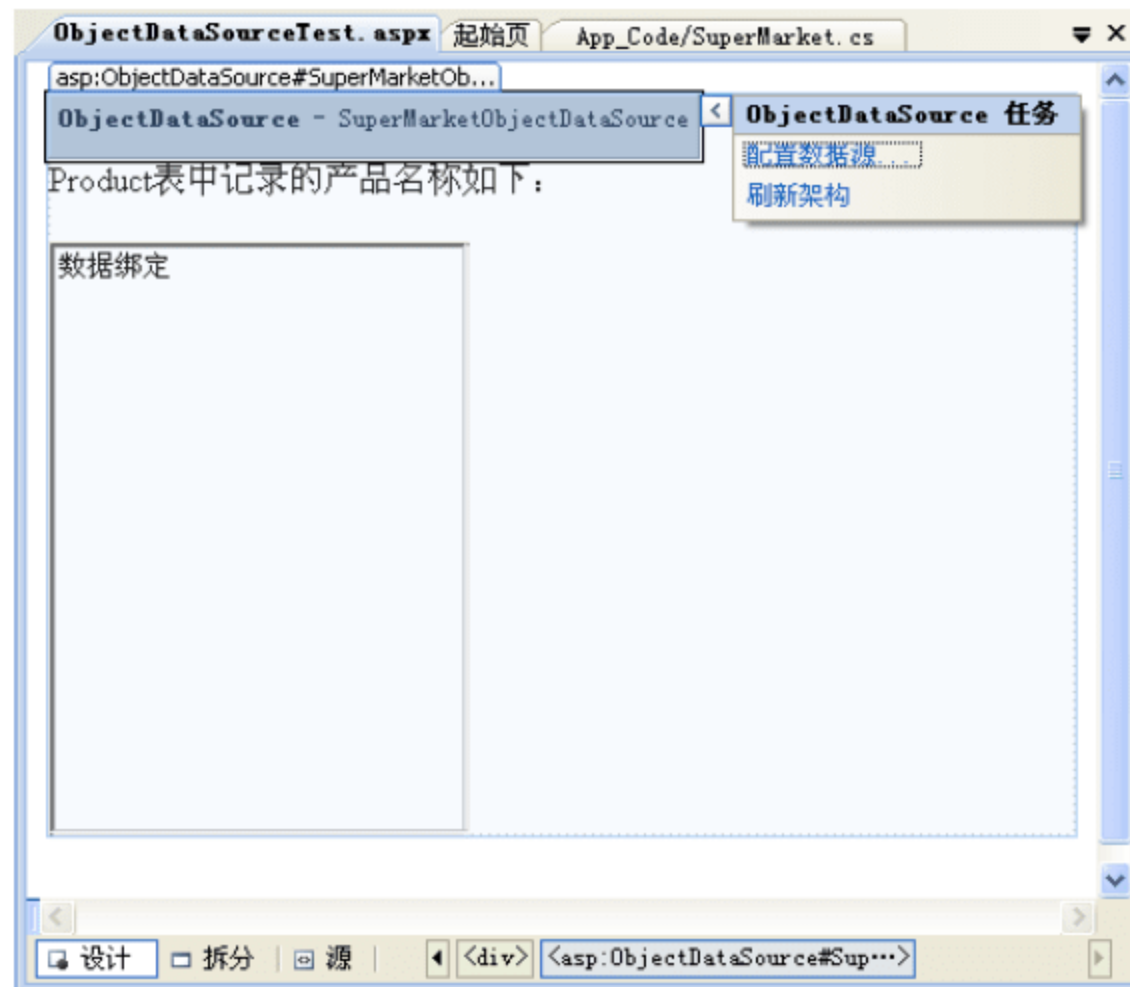 ObjectDataSourceTest.aspx 起始页 App_Code/SuperMarket.cs
asp:ObjectDataSource#SuperMarketOb...
ObjectDataSource - SuperMarketObjectDataSource
ObjectDataSource 任务
配置数据源...
刷新架构
Product表中记录的产品名称如下：
数据绑定
设计 拆分 源 <div> <asp:ObjectDataSource#Sup...>